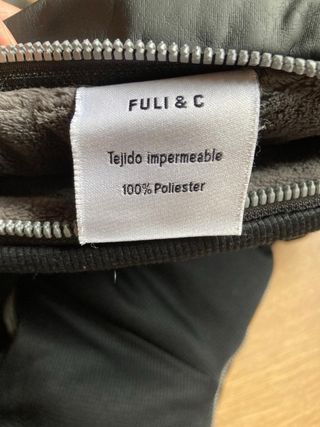 FULI & C
Tejido impermeable
100% Poliester